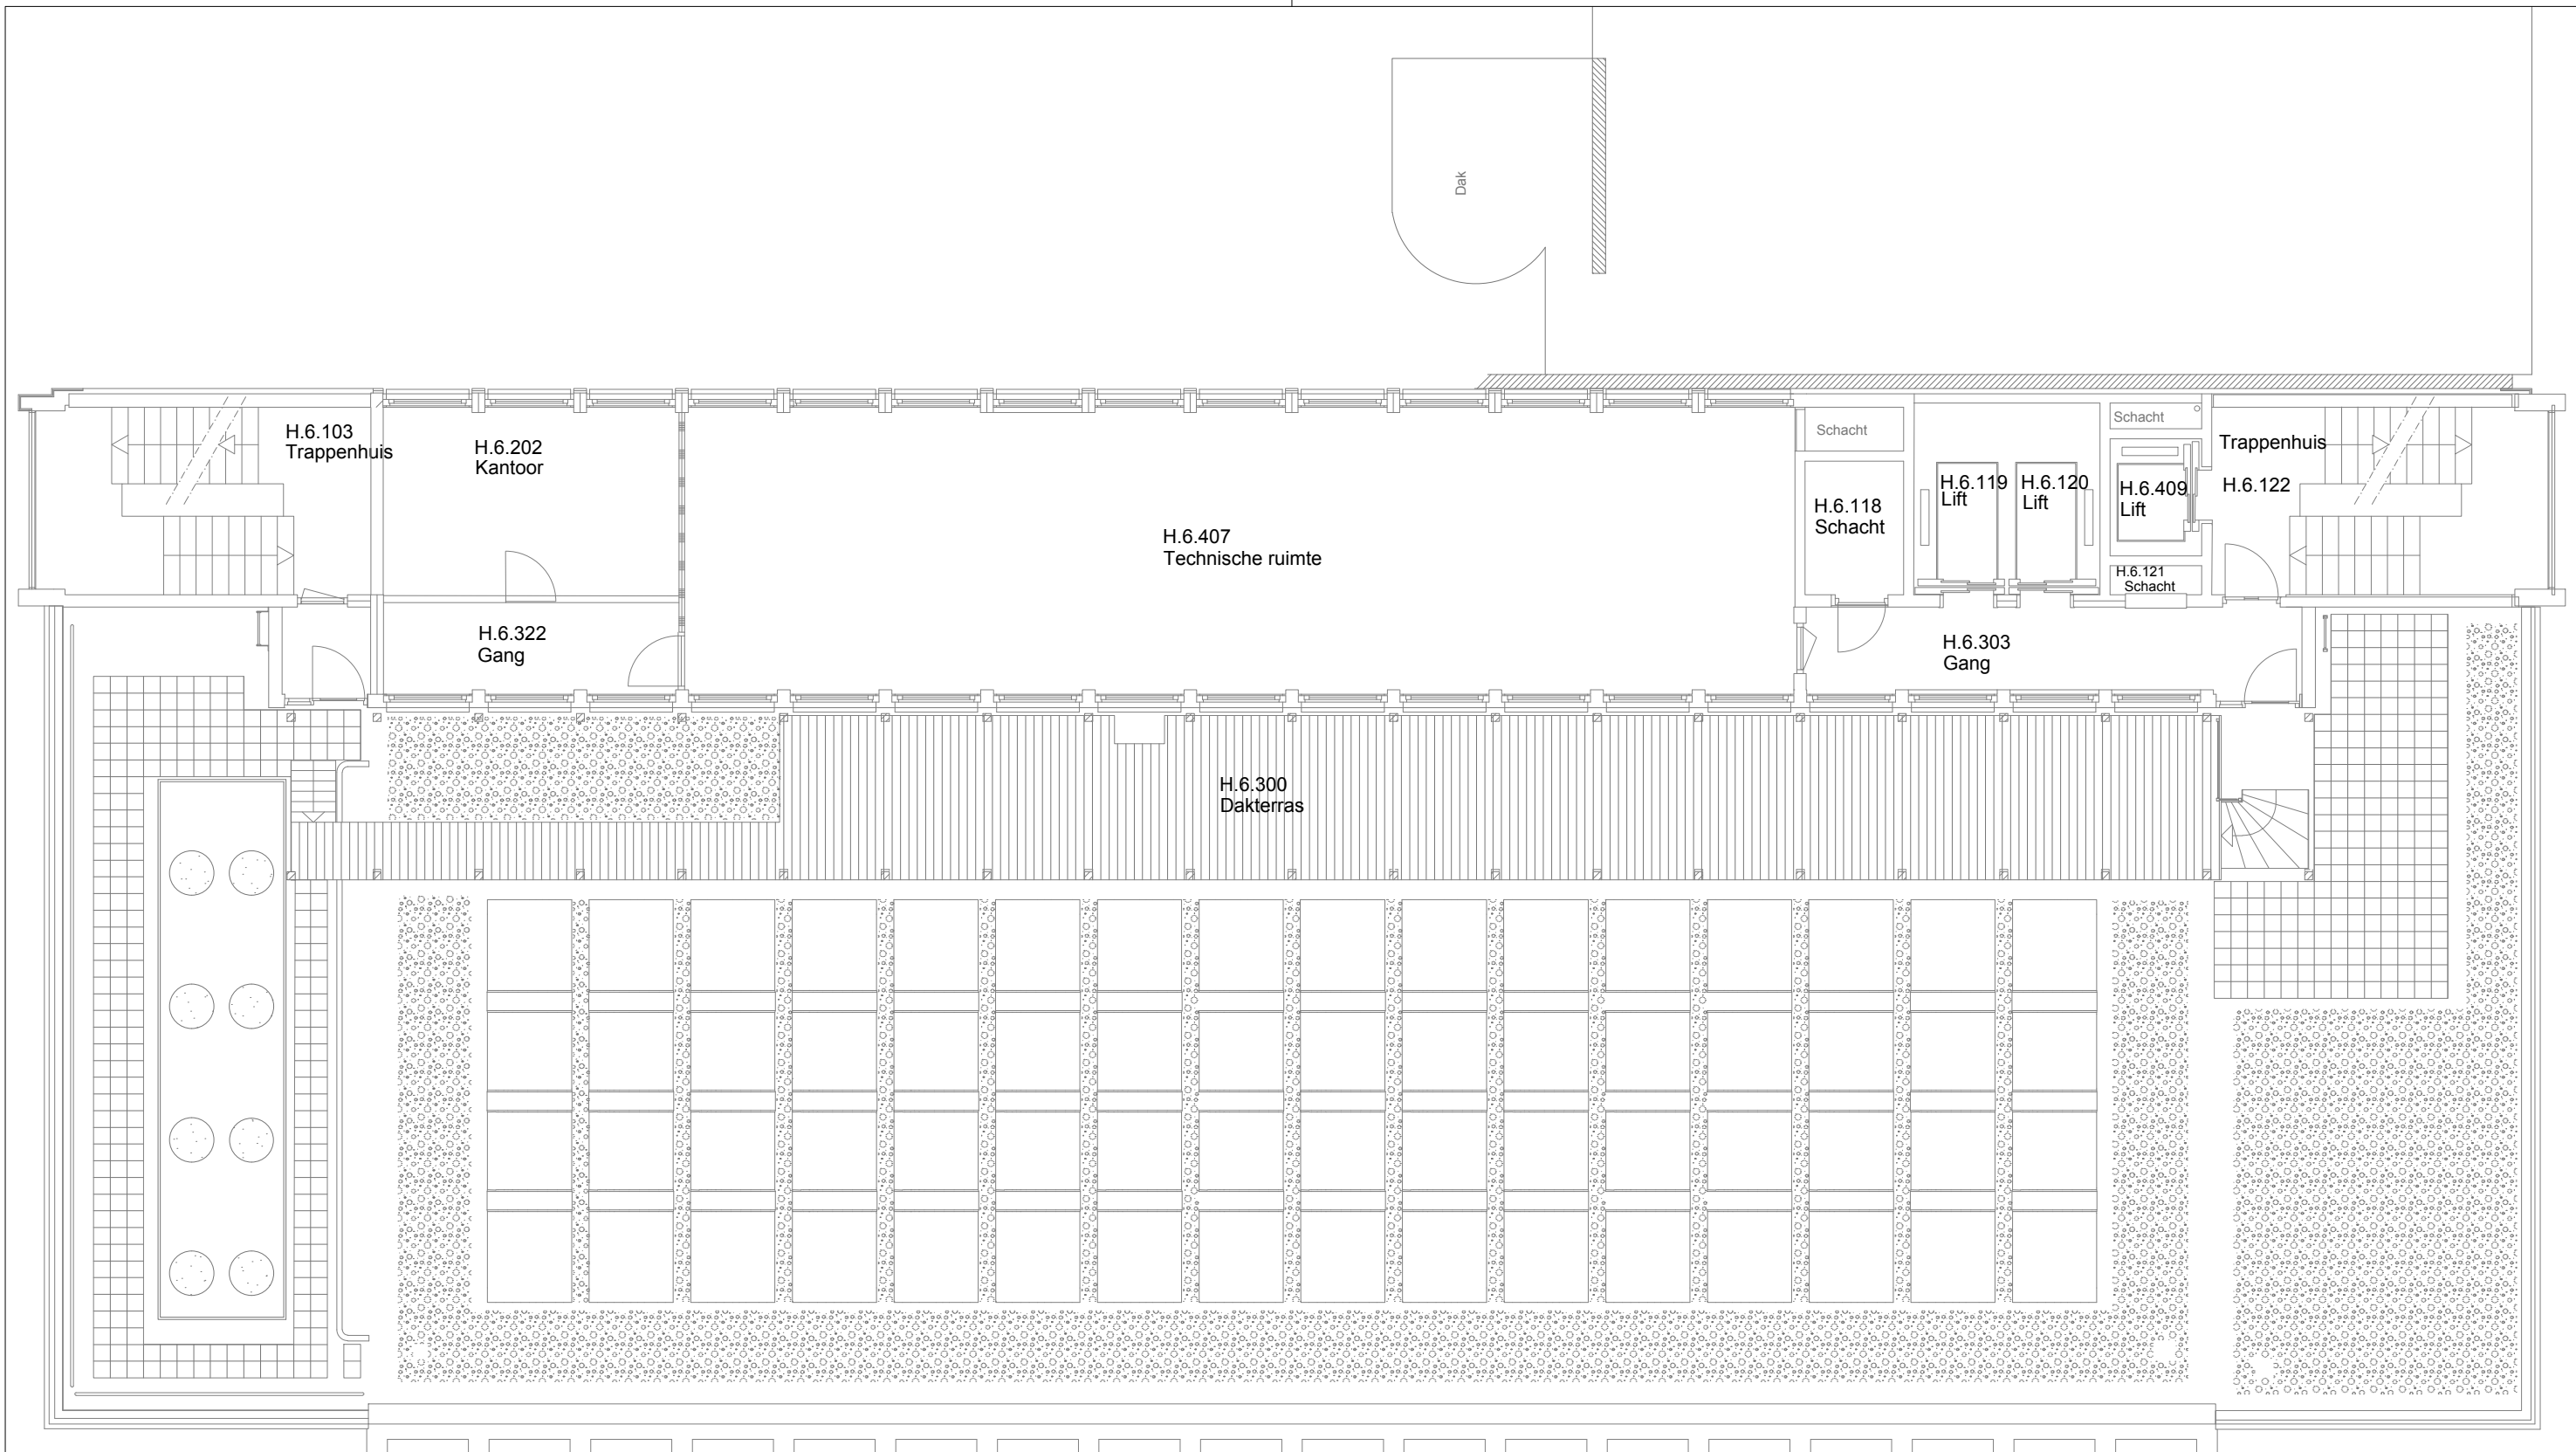 Dak
H.6.103
Trappenhuis
H.6.202
Kantoor
H.6.407
Technische ruimte
Schacht
H.6.118
Schacht
H.6.119
Lift
H.6.120
Lift
Schacht
H.6.409
Lift
H.6.121
Schacht
Trappenhuis
H.6.122
H.6.322
Gang
H.6.303
Gang
H.6.300
Dakterras